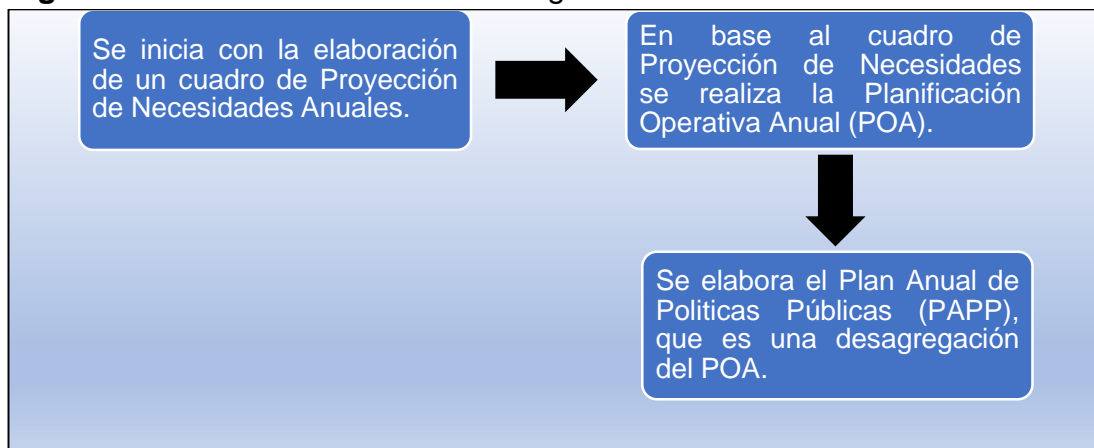 Se inicia con la elaboración
de un cuadro de Proyección
de Necesidades Anuales.
En base al cuadro de
Proyección de Necesidades
se realiza la Planificación
Operativa Anual (POA).
Se elabora el Plan Anual de
Politicas Públicas (PAPP),
que es una desagregación
del POA.